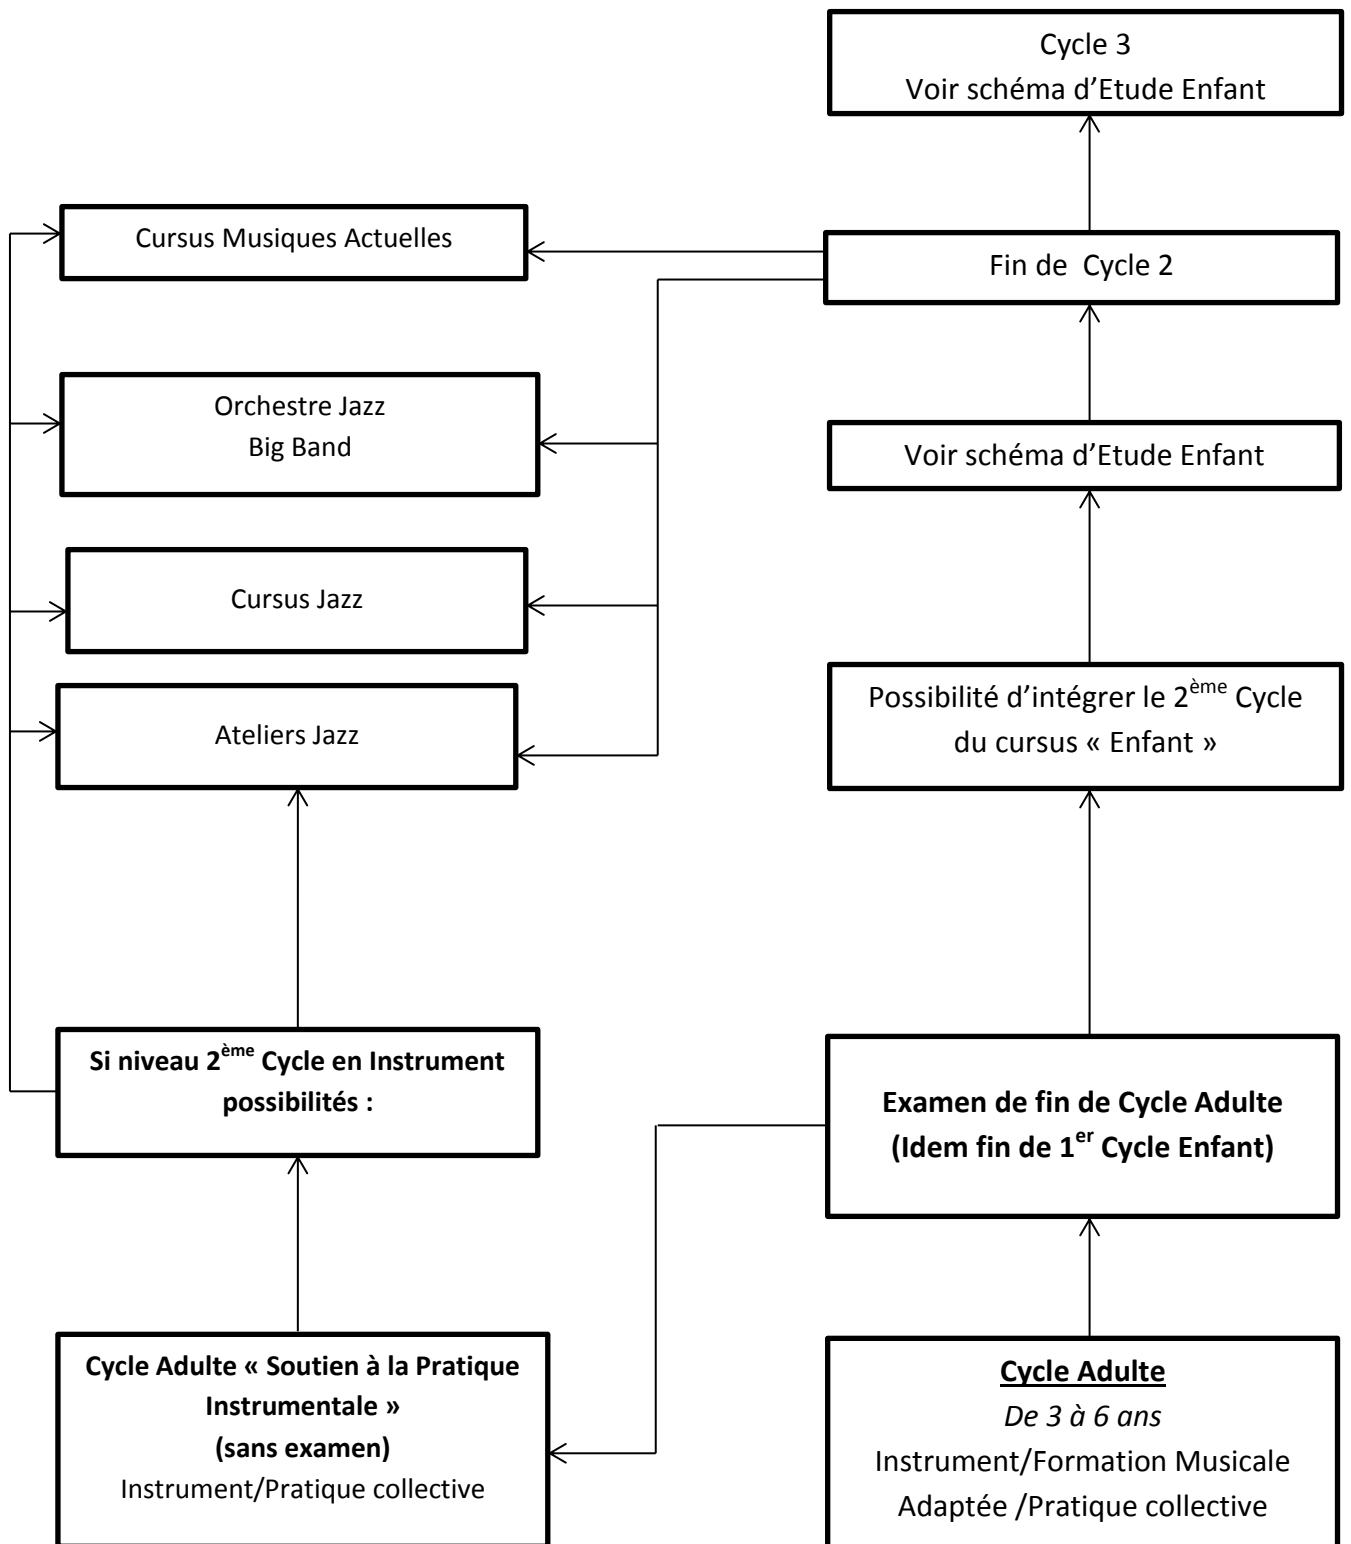 Cycle 3
Voir schéma d’Etude Enfant
Cursus Musiques Actuelles
Fin de Cycle 2
Orchestre Jazz
Big Band
Voir schéma d’Etude Enfant
Cursus Jazz
Ateliers Jazz
Possibilité d’intégrer le 2ème Cycle
du cursus « Enfant »
Si niveau 2ème Cycle en Instrument
possibilités :
Examen de fin de Cycle Adulte
(Idem fin de 1er Cycle Enfant)
Cycle Adulte « Soutien à la Pratique
Instrumentale »
(sans examen)
Instrument/Pratique collective
Cycle Adulte
De 3 à 6 ans
Instrument/Formation Musicale
Adaptée /Pratique collective